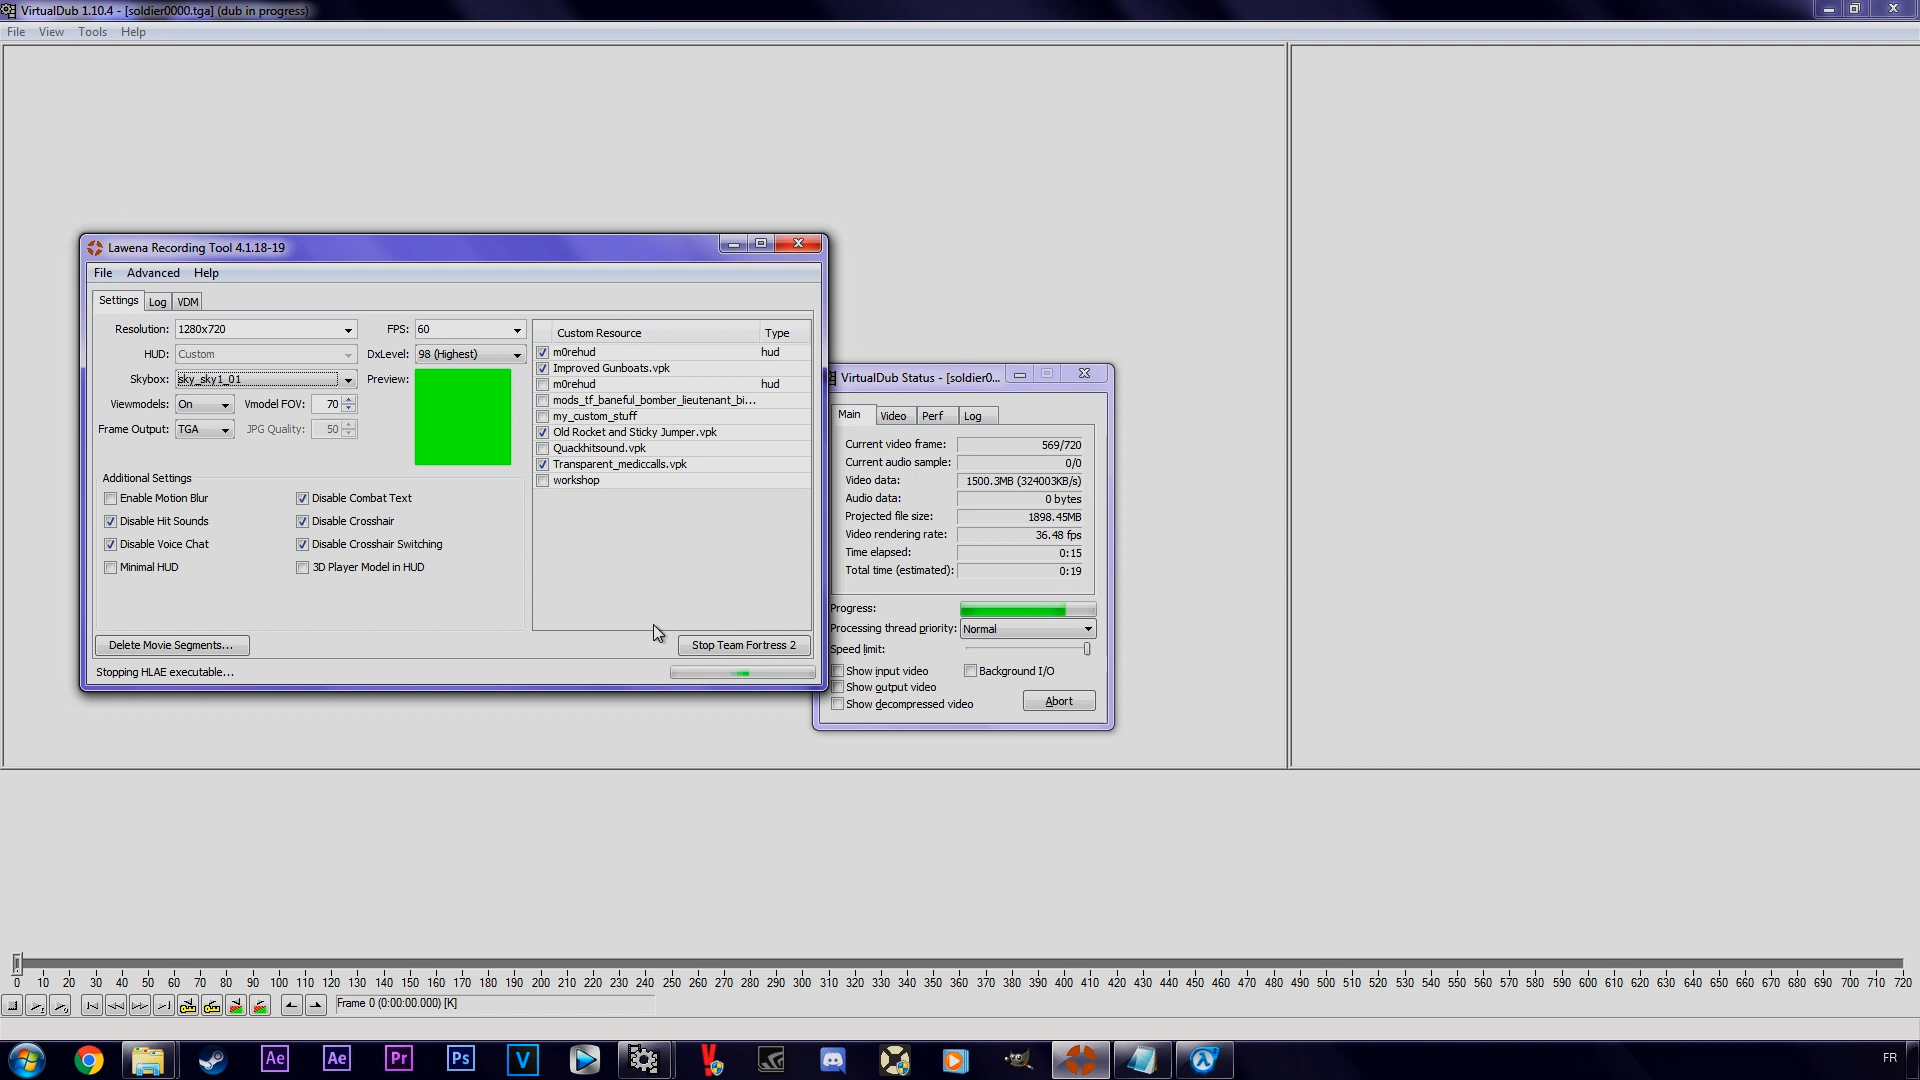 VirtualDub 1.10.4 - [soldier0000.tga] (dub in progress)
File View Tools Help
Lawena Recording Tool 4.1.18-19
File Advanced Help
Settings Log VDM
Resolution: 1280x720 FPS: 60
HUD: Custom DxLevel: 98 (Highest)
Skybox: sky_sky1_01 Preview:
Viewmodels: On Vmodel FOV: 70
Frame Output: TGA JPG Quality: 50
Additional Settings
Enable Motion Blur Disable Combat Text
Disable Hit Sounds Disable Crosshair
Disable Voice Chat Disable Crosshair Switching
Minimal HUD 3D Player Model in HUD
Custom Resource Type
m0rehud hud
Improved Gunboats.vpk
m0rehud hud
mods_tf_baneful_bomber_lieutenant_bi...
my_custom_stuff
Old Rocket and Sticky Jumper.vpk
Quackhitsound.vpk
Transparent_mediccalls.vpk
workshop
Delete Movie Segments... Stop Team Fortress 2
Stopping HLAE executable...
VirtualDub Status - [soldier0...
Main Video Perf Log
Current video frame: 569/720
Current audio sample: 0/0
Video data: 1500.3MB (324003KB/s)
Audio data: 0 bytes
Projected file size: 1898.45MB
Video rendering rate: 36.48 fps
Time elapsed: 0:15
Total time (estimated): 0:19
Progress:
Processing thread priority: Normal
Speed limit:
Show input video Background I/O
Show output video
Show decompressed video Abort
0 10 20 30 40 50 60 70 80 90 100 110 120 130 140 150 160 170 180 190 200 210 220 230 240 250 260 270 280 290 300 310 320 330 340 350 360 370 380 390 400 410 420 430 440 450 460 470 480 490 500 510 520 530 540 550 560 570 580 590 600 610 620 630 640 650 660 670 680 690 700 710 720
Frame 0 (0:00:00.000) [K]
Ae Ae Pr Ps V FR